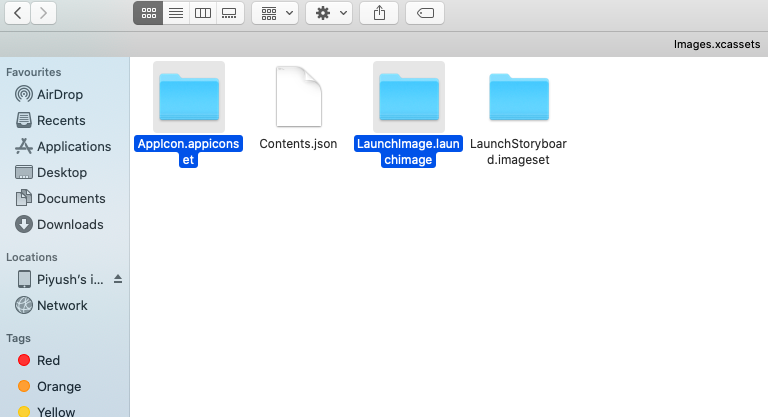 Images.xcassets
Favourites
AirDrop
Recents
Applications
Desktop
Documents
Downloads
Locations
Piyush's i...
Network
Tags
Red
Orange
Yellow
AppIcon.appicons
et
Contents.json
LaunchImage.laun
chimage
LaunchStoryboar
d.imageset